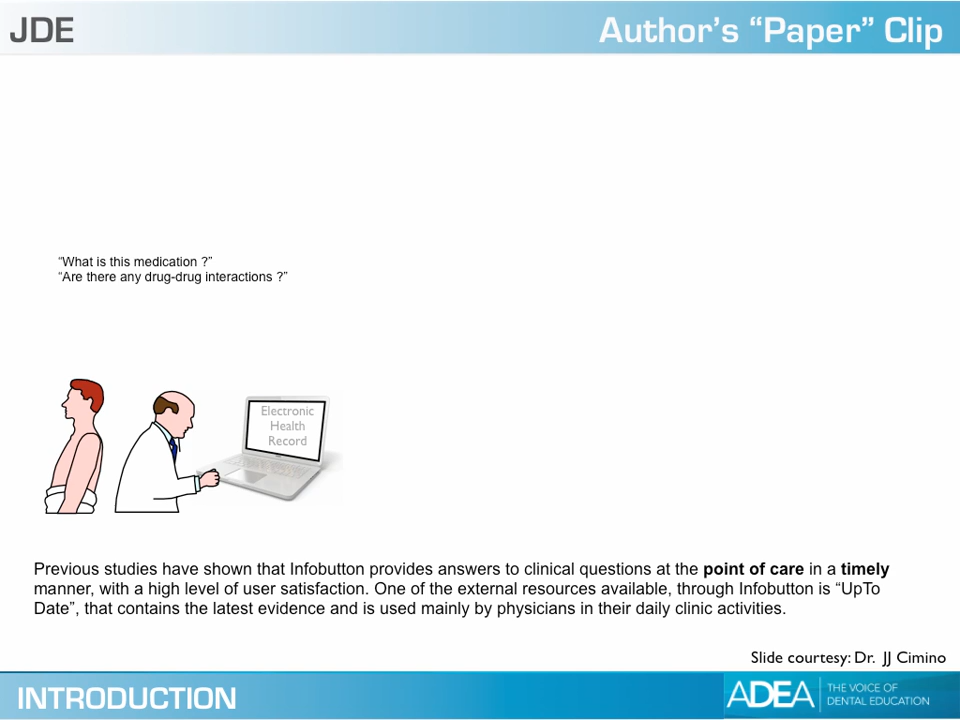 JDE
Author's “Paper” Clip
“What is this medication ?”
“Are there any drug-drug interactions ?”
Electronic
Health
Record
Previous studies have shown that Infobutton provides answers to clinical questions at the point of care in a timely
manner, with a high level of user satisfaction. One of the external resources available, through Infobutton is “UpTo
Date”, that contains the latest evidence and is used mainly by physicians in their daily clinic activities.
Slide courtesy: Dr. JJ Cimino
INTRODUCTION
ADEA
THE VOICE OF
DENTAL EDUCATION